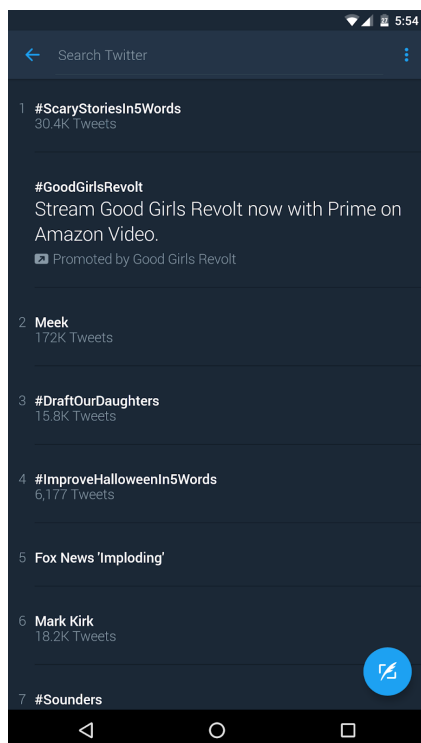 5:54
Search Twitter
1 #ScaryStoriesIn5Words
30.4K Tweets
#GoodGirlsRevolt
Stream Good Girls Revolt now with Prime on
Amazon Video.
Promoted by Good Girls Revolt
2 Meek
172K Tweets
3 #DraftOurDaughters
15.8K Tweets
4 #ImproveHalloweenIn5Words
6,177 Tweets
5 Fox News 'Imploding'
6 Mark Kirk
18.2K Tweets
7 #Sounders